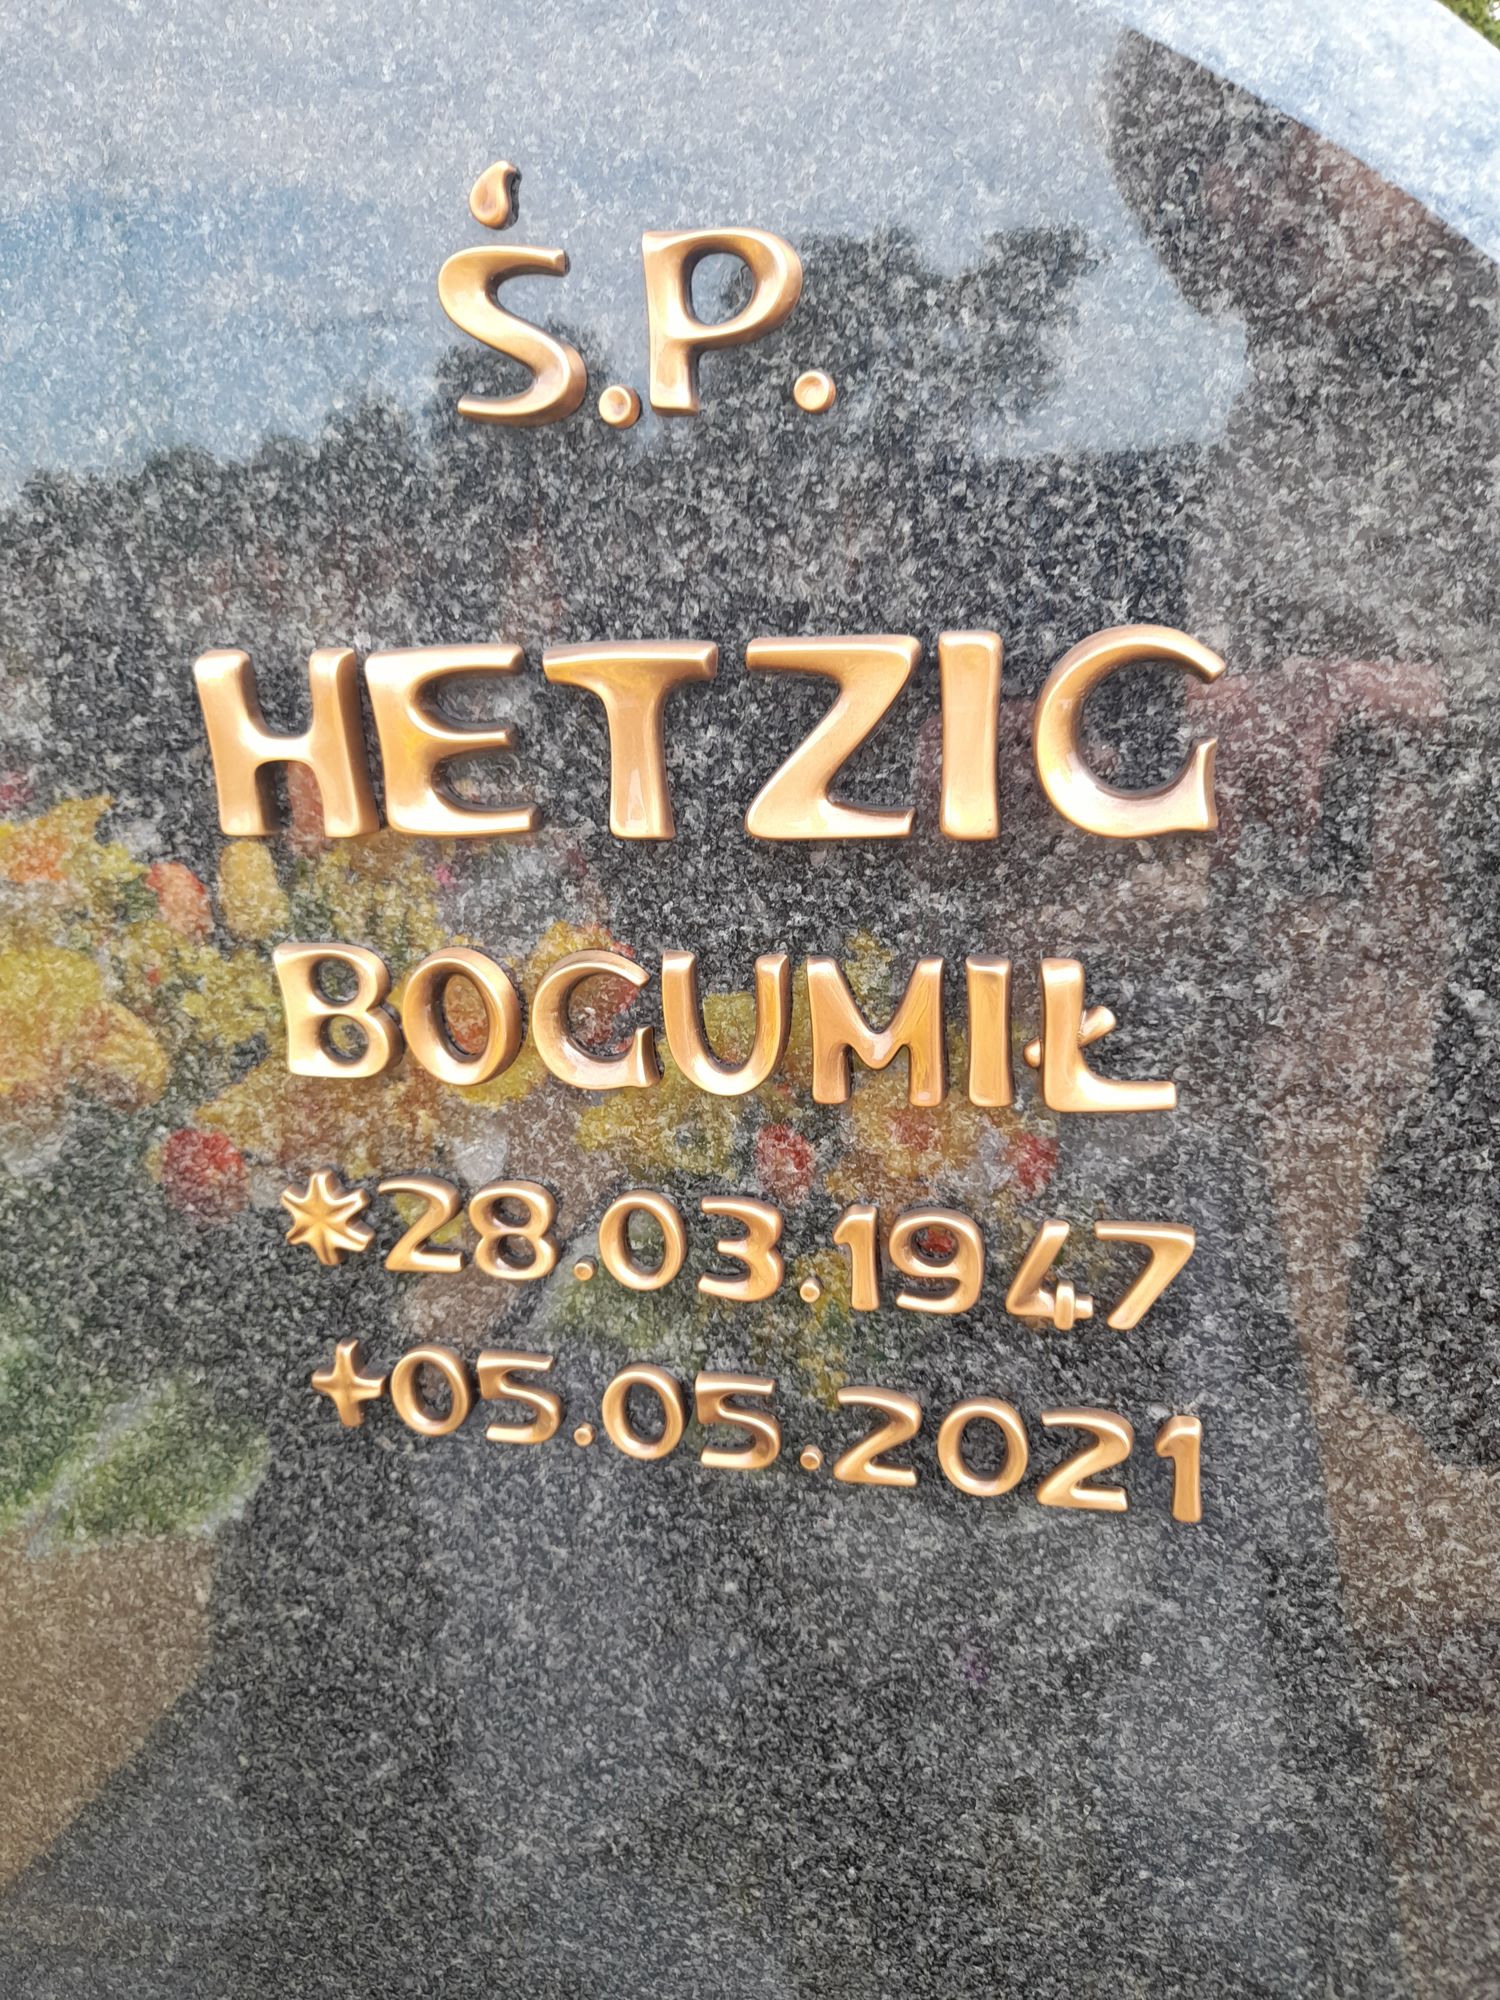 Ś.P.
HETZIG
BOGUMIŁ
*28.03.1947
+05.05.2021